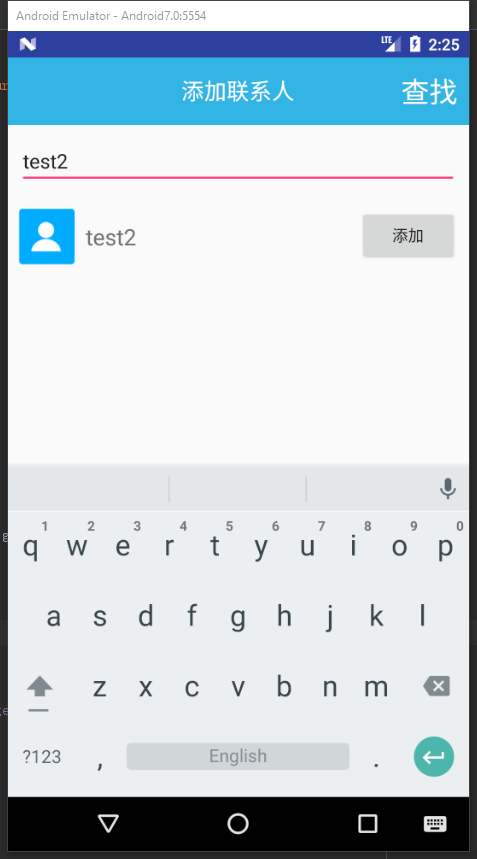 Android Emulator - Android7.0:5554
LTE 2:25
添加联系人 查找
test2
test2 添加
1 2 3 4 5 6 7 8 9 0
q w e r t y u i o p
a s d f g h j k l
z x c v b n m
?123 , English .